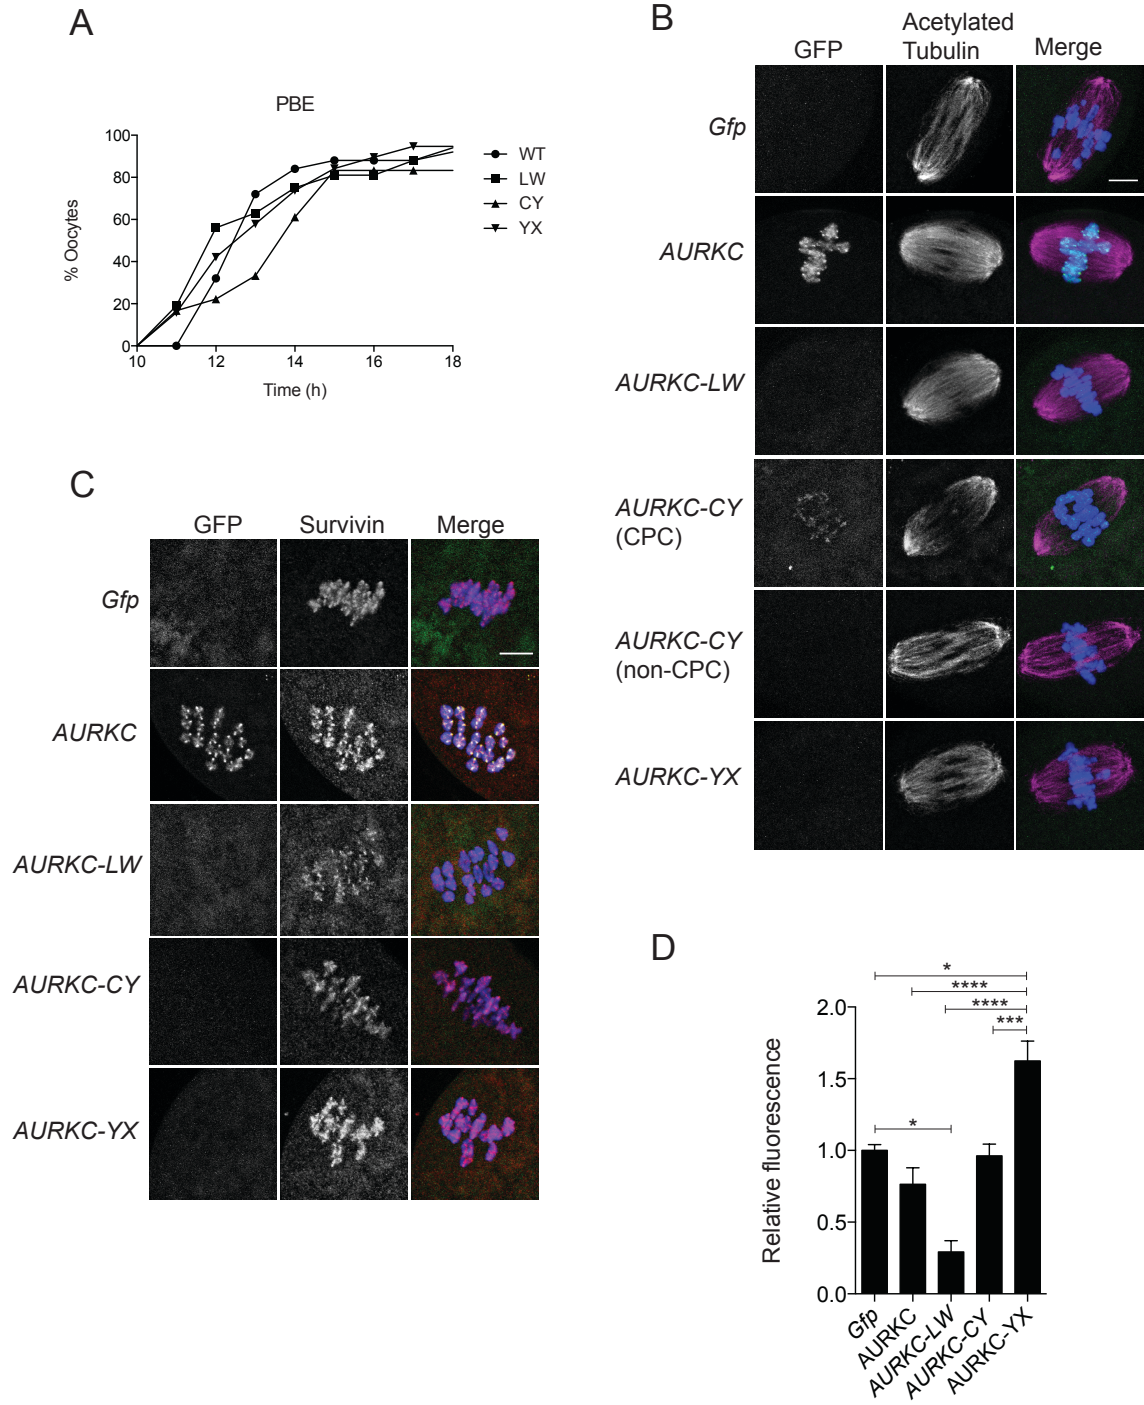 A
PBE
100
80
60
40
20
0
10
12
14
16
18
% Oocytes
Time (h)
WT
LW
CY
YX
B
GFP
Acetylated
Tubulin
Merge
Gfp
AURKC
AURKC-LW
AURKC-CY
(CPC)
AURKC-CY
(non-CPC)
AURKC-YX
C
GFP
Survivin
Merge
Gfp
AURKC
AURKC-LW
AURKC-CY
AURKC-YX
D
*
****
****
***
*
2.0
1.5
1.0
0.5
0.0
Relative fluorescence
Gfp
AURKC
AURKC-LW
AURKC-CY
AURKC-YX